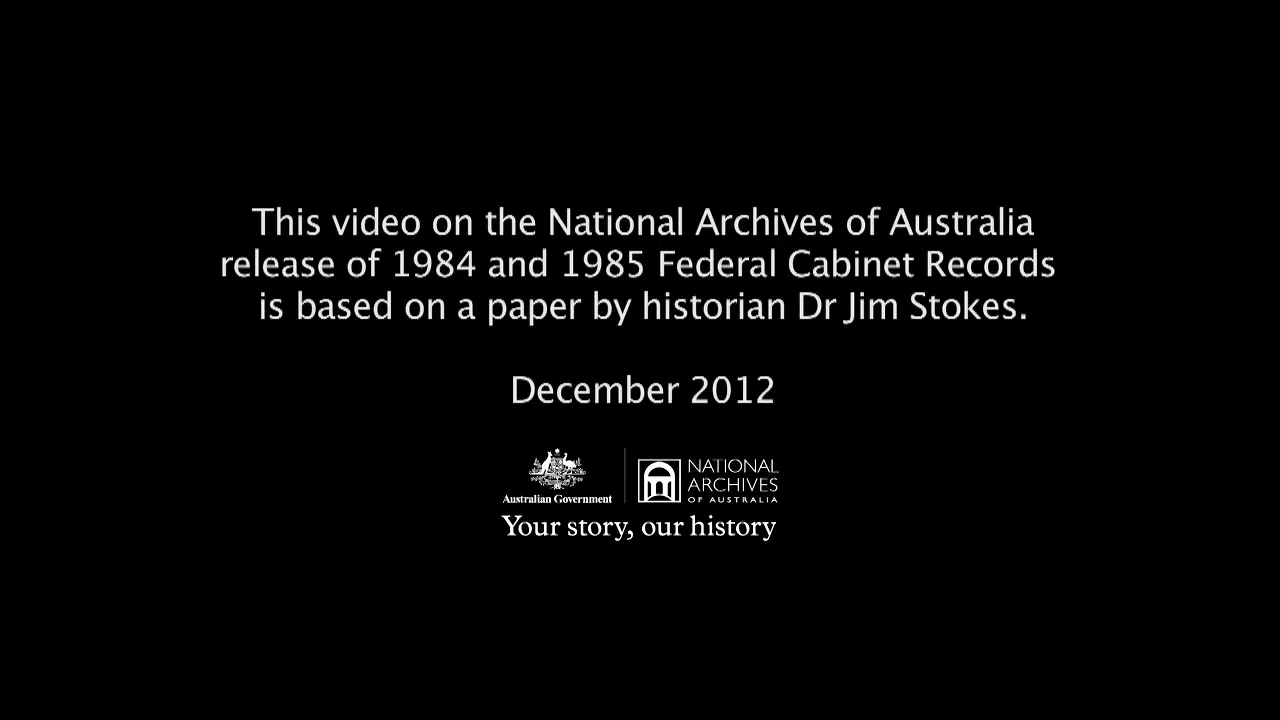 This video on the National Archives of Australia
release of 1984 and 1985 Federal Cabinet Records
is based on a paper by historian Dr Jim Stokes.
December 2012
Australian Government
NATIONAL
ARCHIVES
OF AUSTRALIA
Your story, our history